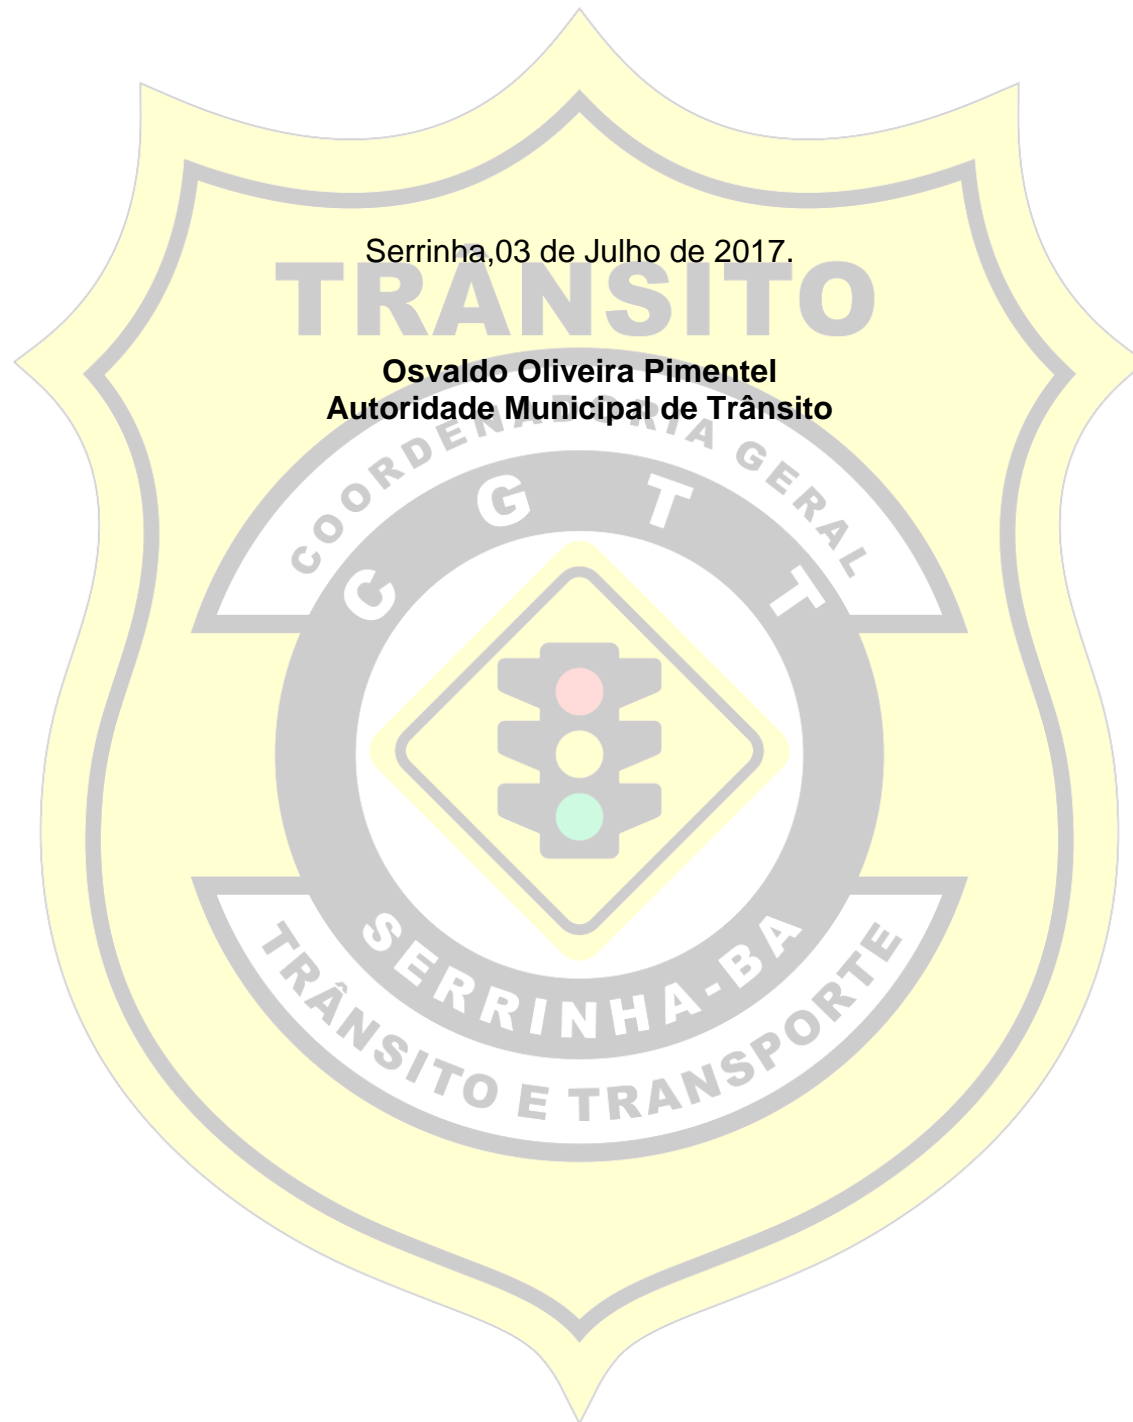 Serrinha,03 de Julho de 2017.
TRÂNSITO
Osvaldo Oliveira Pimentel
Autoridade Municipal de Trânsito
COORDENADORIA GERAL
C G T T
SERRINHA-BA
TRÂNSITO E TRANSPORTE